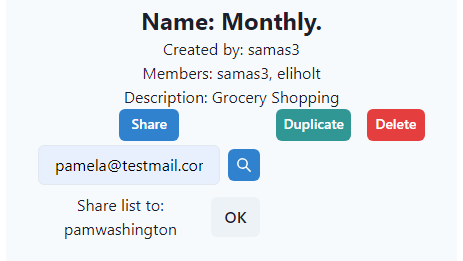 Name: Monthly.
Created by: samas3
Members: samas3, eliholt
Description: Grocery Shopping
Share Duplicate Delete
pamela@testmail.cor
Share list to:
pamwashington
OK